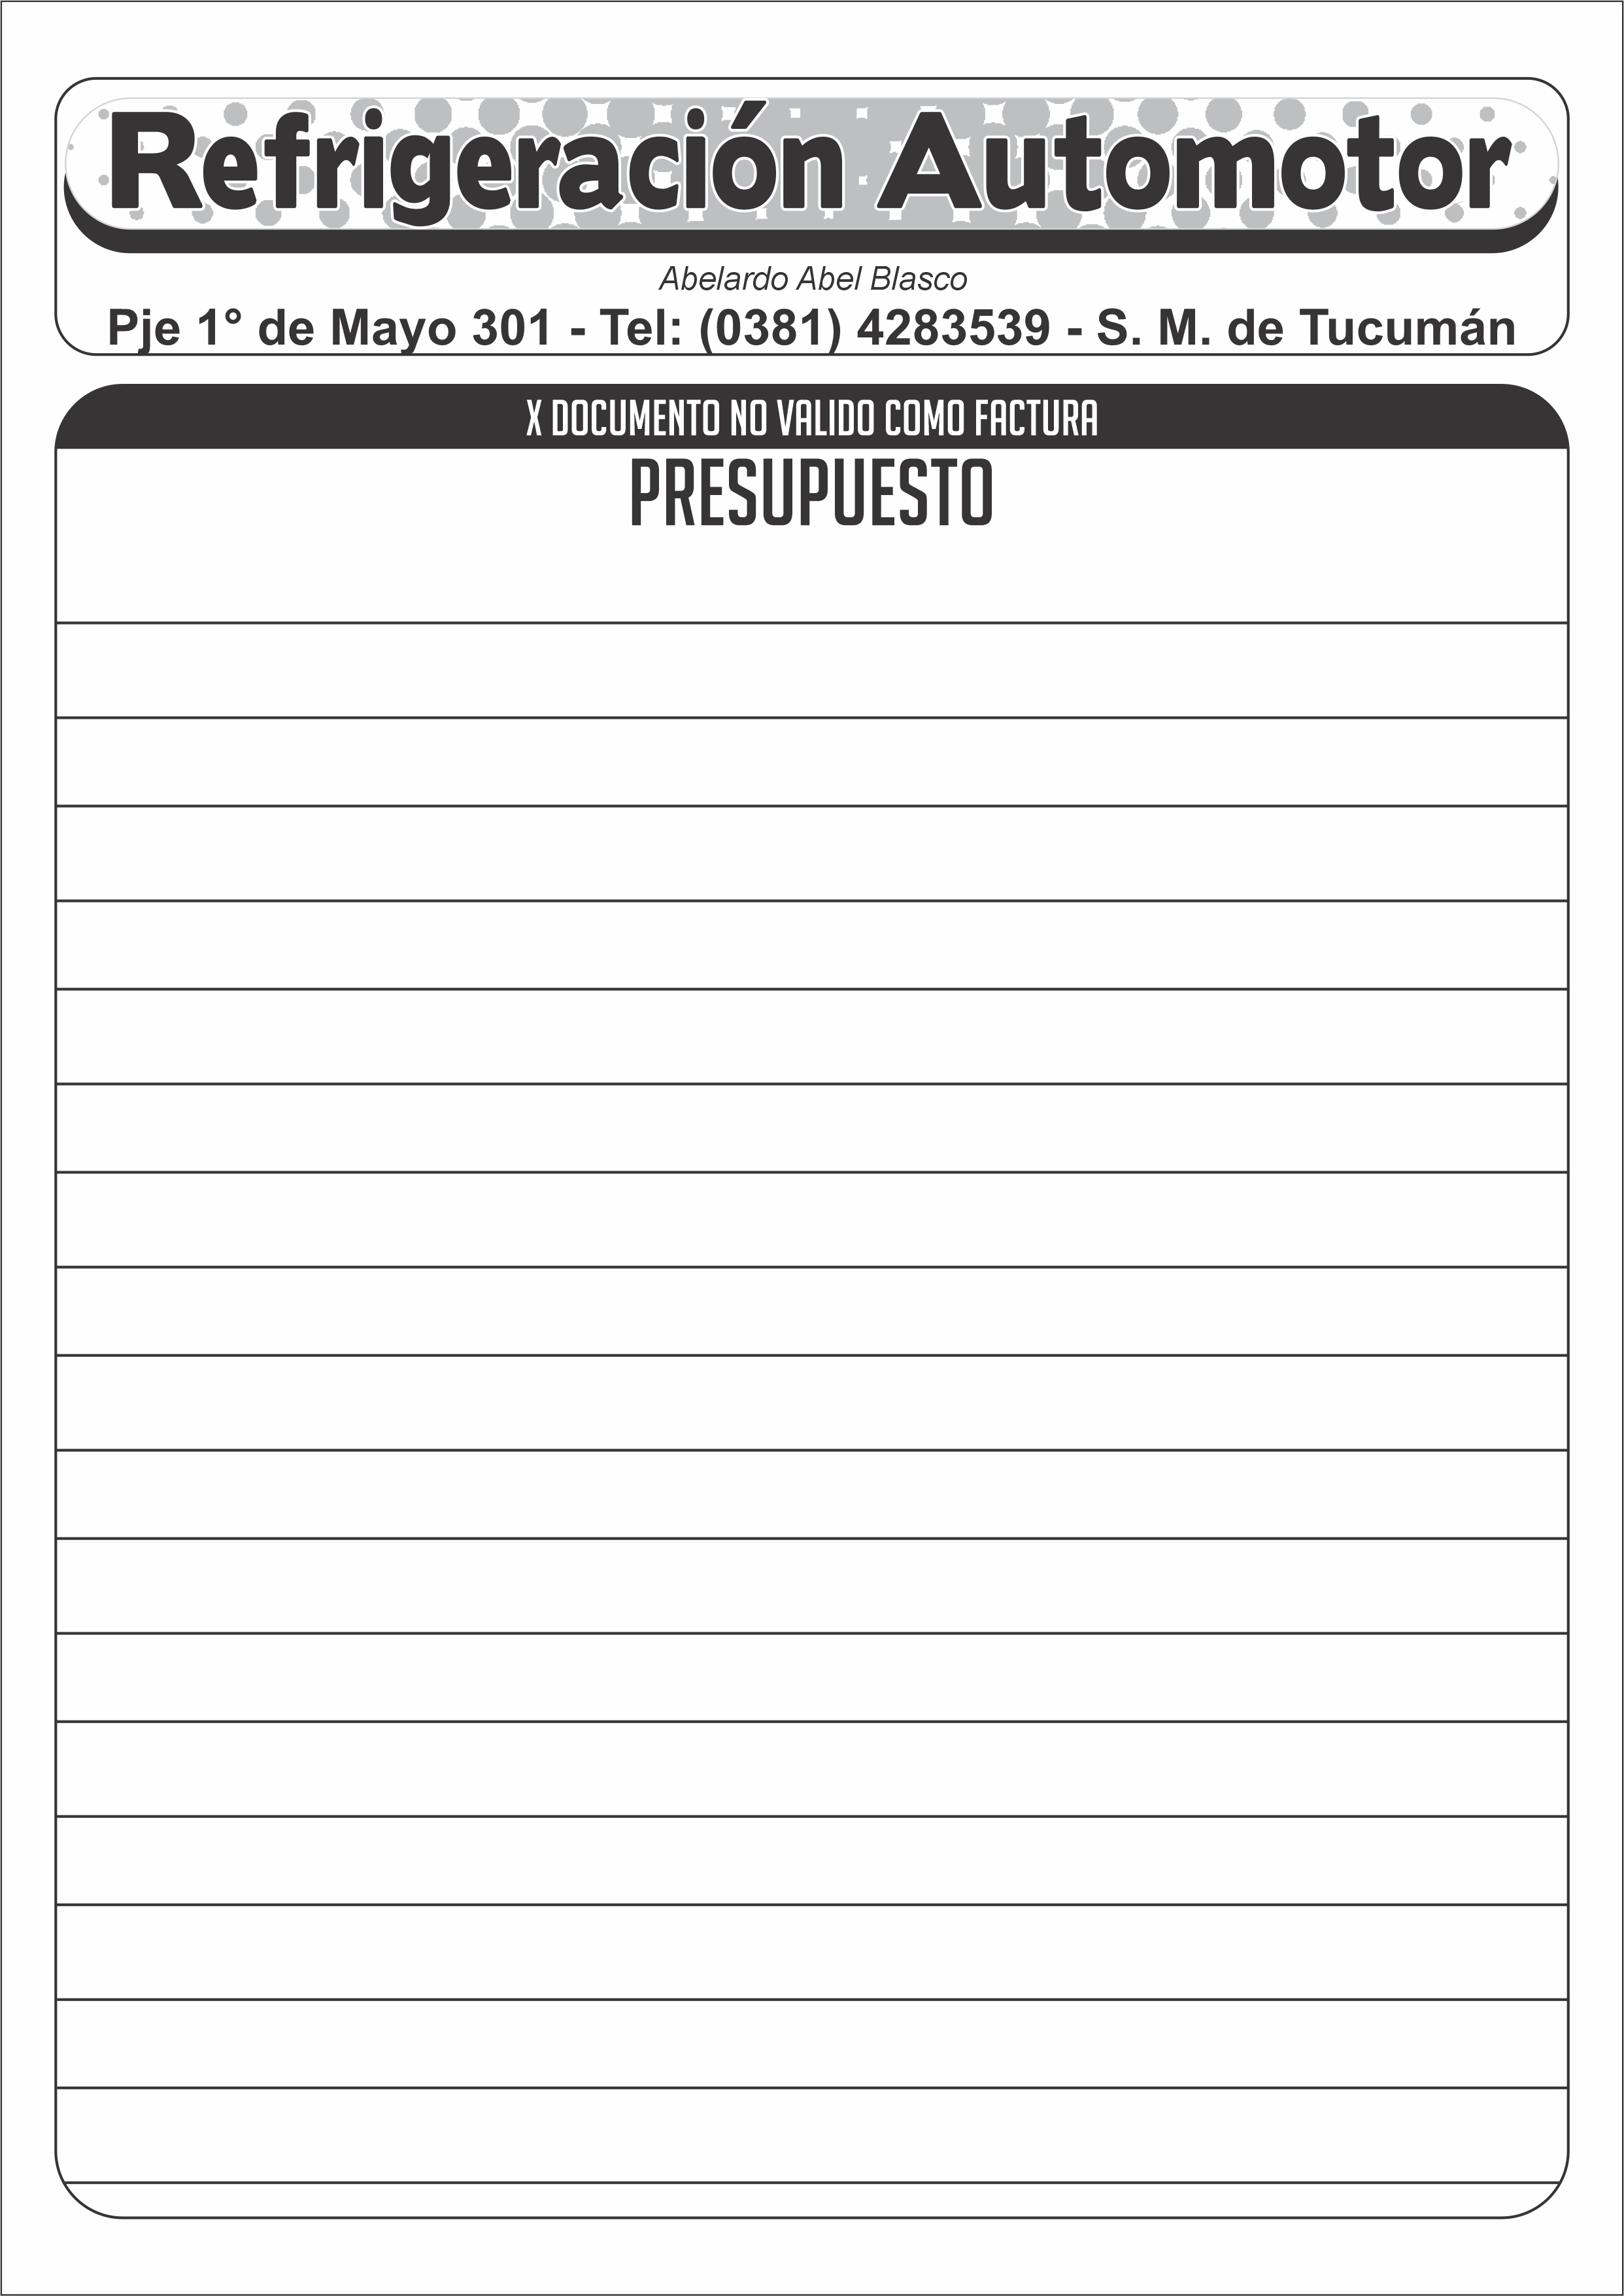 Refrigeración Automotor
Abelardo Abel Blasco
Pje 1° de Mayo 301 - Tel: (0381) 4283539 - S. M. de Tucumán
X DOCUMENTO NO VALIDO COMO FACTURA
PRESUPUESTO